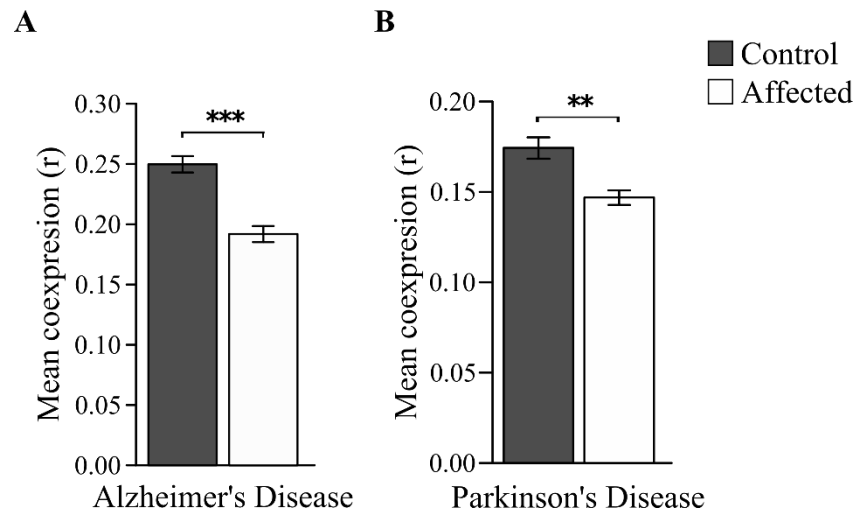 A
Mean coexpresion (r)
0.30
0.25
0.20
0.15
0.10
0.05
0.00
***
Alzheimer's Disease
B
Mean coexpresion (r)
0.20
0.15
0.10
0.05
0.00
**
Parkinson's Disease
Control
Affected